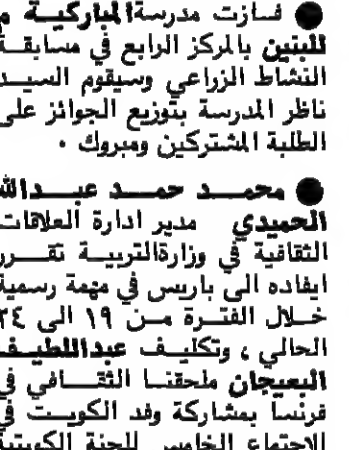 ● فازت مدرسة المباركية م
للبنين بالمركز الرابع في مسابقة
النشاط الزراعي وسيقوم السيد
ناظر المدرسة بتوزيع الجوائز على
الطلبة المشتركين ومبروك •
● محمد حمد عبدالله
الحميدي مدير ادارة العلاقات
الثقافية في وزارة التربية تقرر
ايفاده الى باريس في مهمة رسمية
خلال الفترة من ١٩ الى ٢٤
الحالي ، وتكليف عبداللطيف
البعيجان ملحقنا الثقافي في
فرنسا بمشاركة وفد الكويت في
الاجتماع الخامس للجنة الكويتية